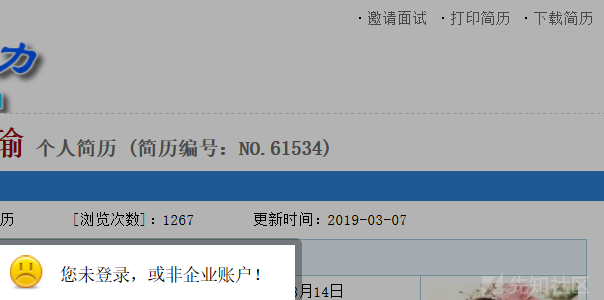 · 邀请面试 · 打印简历 · 下载简历
力
瑜 个人简历 (简历编号：NO.61534)
历 [浏览次数]：1267 更新时间：2019-03-07
您未登录，或非企业账户！
月14日
先知社区